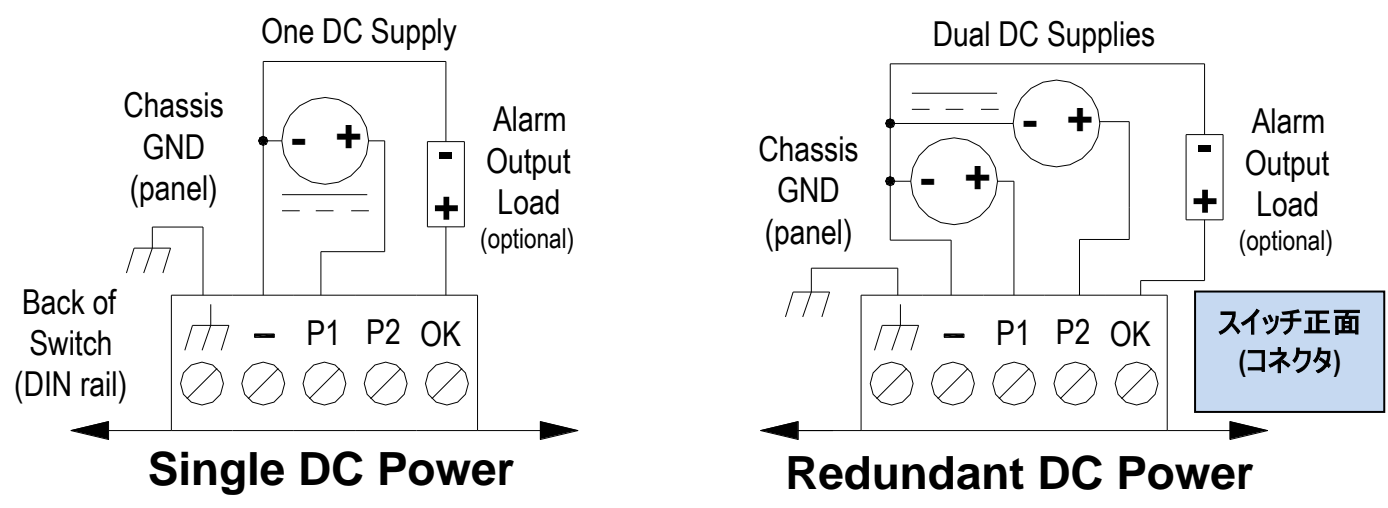 One DC Supply
Chassis
GND
(panel)
-
+
Alarm
Output
Load
(optional)
-
+
Back of
Switch
(DIN rail)
– P1 P2 OK
Single DC Power
Dual DC Supplies
Chassis
GND
(panel)
- +
- +
Alarm
Output
Load
(optional)
-
+
– P1 P2 OK
スイッチ正面
(コネクタ)
Redundant DC Power